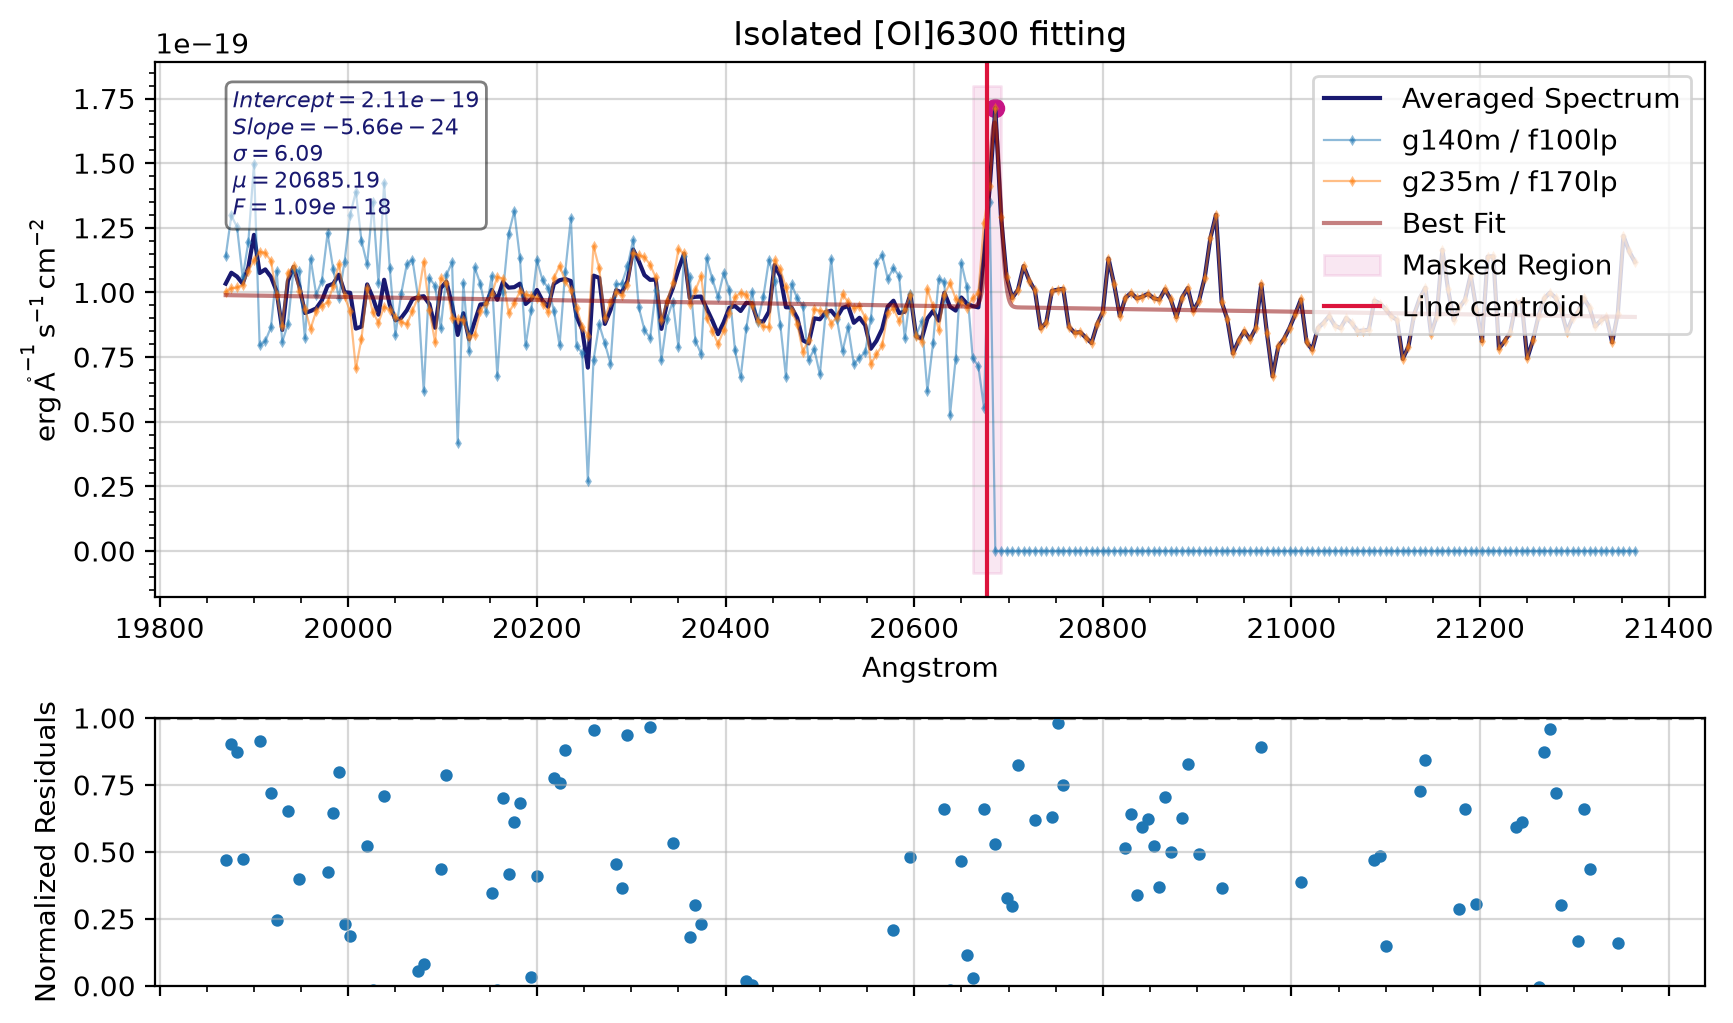 Isolated [OI]6300 fitting
1e−19
Intercept = 2.11e − 19
Slope = −5.66e − 24
σ = 6.09
μ = 20685.19
F = 1.09e − 18
Averaged Spectrum
g140m / f100lp
g235m / f170lp
Best Fit
Masked Region
Line centroid
erg Å⁻¹ s⁻¹ cm⁻²
1.75
1.50
1.25
1.00
0.75
0.50
0.25
0.00
19800 20000 20200 20400 20600 20800 21000 21200 21400
Angstrom
Normalized Residuals
1.00
0.75
0.50
0.25
0.00